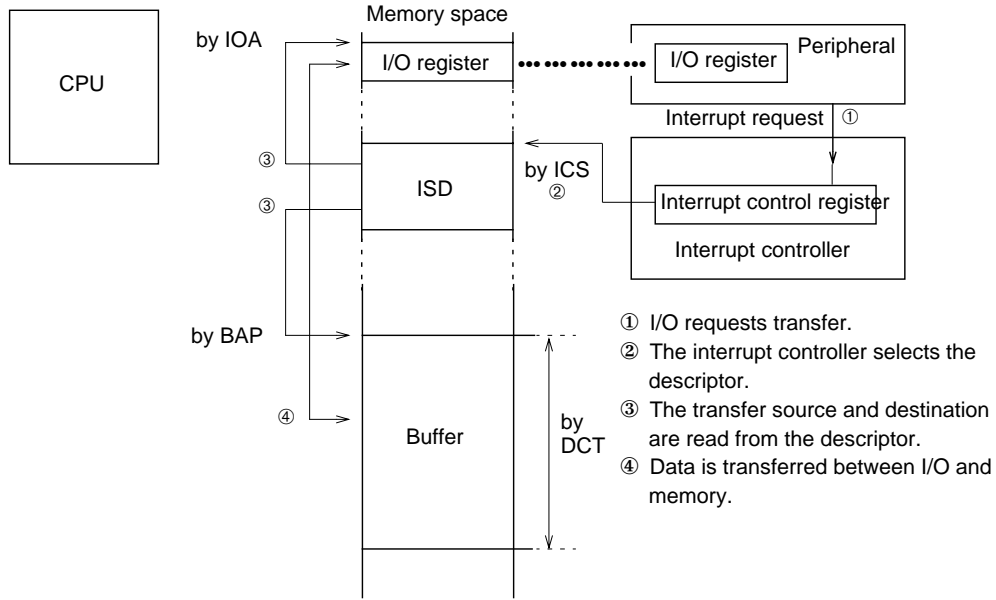 Memory space
CPU
by IOA
I/O register
I/O register
Peripheral
Interrupt request ①
③
ISD
by ICS
②
③
Interrupt control register
Interrupt controller
by BAP
④
Buffer
by
DCT
① I/O requests transfer.
② The interrupt controller selects the
descriptor.
③ The transfer source and destination
are read from the descriptor.
④ Data is transferred between I/O and
memory.